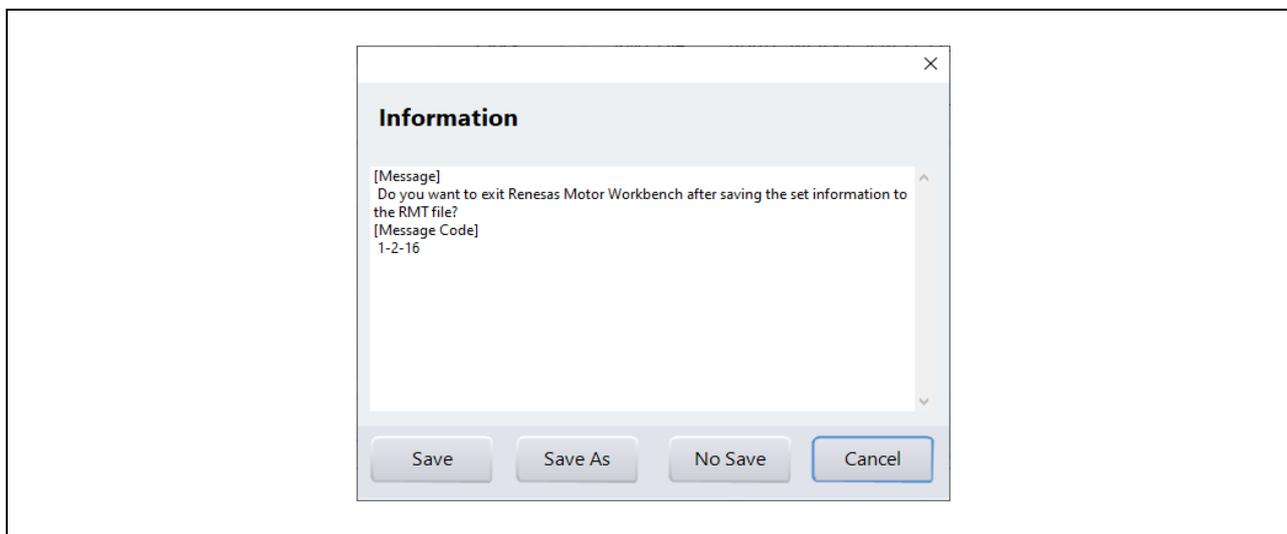 Information
[Message]
Do you want to exit Renesas Motor Workbench after saving the set information to
the RMT file?
[Message Code]
1-2-16
Save Save As No Save Cancel